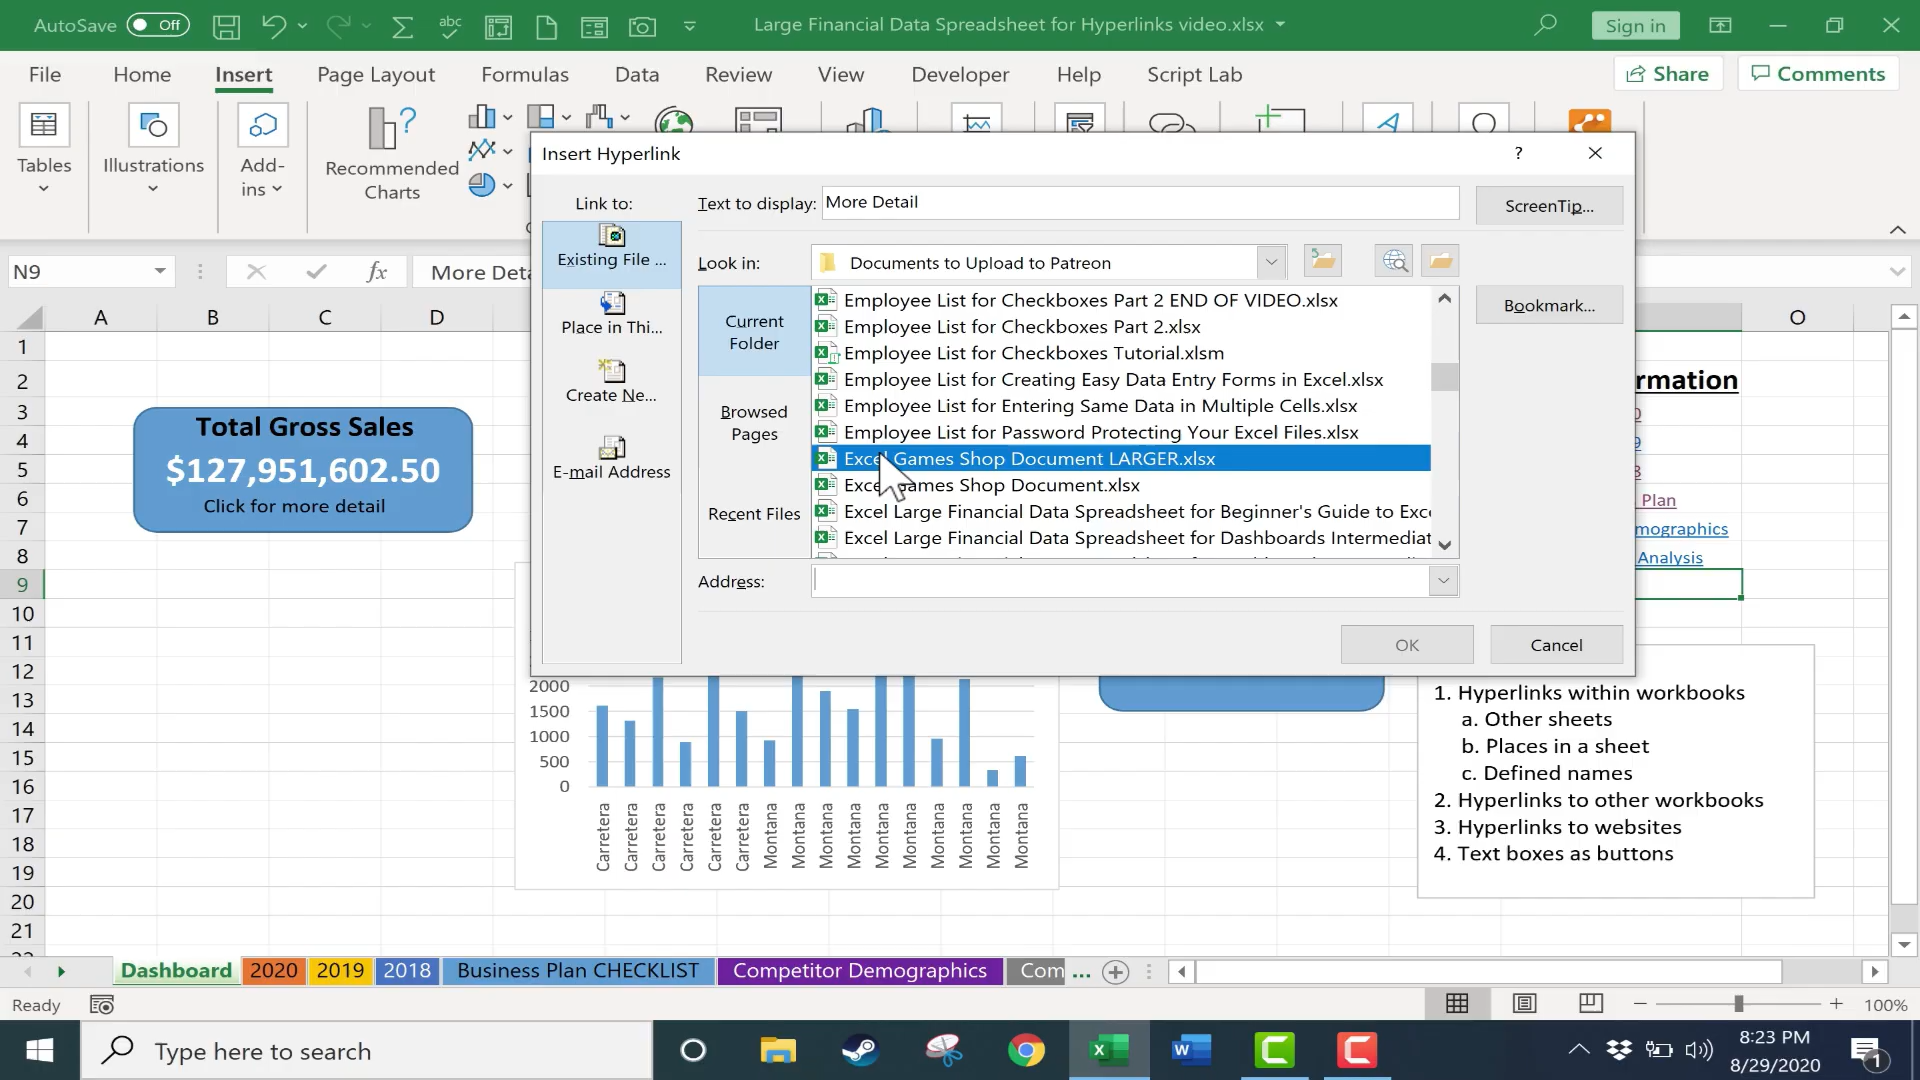 AutoSave Off
abc
Large Financial Data Spreadsheet for Hyperlinks video.xlsx
Sign in
File Home Insert Page Layout Formulas Data Review View Developer Help Script Lab Share Comments
Tables
Illustrations
Add-
ins
Recommended
Charts
?
Insert Hyperlink ?
Link to:
Existing File ...
Place in Thi...
Create Ne...
E-mail Address
Text to display: More Detail
ScreenTip...
Look in: Documents to Upload to Patreon
Bookmark...
Current
Folder
Browsed
Pages
Recent Files
Employee List for Checkboxes Part 2 END OF VIDEO.xlsx
Employee List for Checkboxes Part 2.xlsx
Employee List for Checkboxes Tutorial.xlsm
Employee List for Creating Easy Data Entry Forms in Excel.xlsx
Employee List for Entering Same Data in Multiple Cells.xlsx
Employee List for Password Protecting Your Excel Files.xlsx
Excel Games Shop Document LARGER.xlsx
Excel Games Shop Document.xlsx
Excel Large Financial Data Spreadsheet for Beginner's Guide to Exc
Excel Large Financial Data Spreadsheet for Dashboards Intermediat
Address:
OK Cancel
N9 fx More Deta
A B C D O
1
2
3
4
5
6
7
8
9
10
11
12
13
14
15
16
17
18
19
20
21
Total Gross Sales
$127,951,602.50
Click for more detail
rmation
0
9
8
Plan
mographics
Analysis
2000
1500
1000
500
0
Carretera Carretera Carretera Carretera Carretera Carretera Montana Montana Montana Montana Montana Montana Montana Montana Montana Montana
1. Hyperlinks within workbooks
a. Other sheets
b. Places in a sheet
c. Defined names
2. Hyperlinks to other workbooks
3. Hyperlinks to websites
4. Text boxes as buttons
Dashboard 2020 2019 2018 Business Plan CHECKLIST Competitor Demographics Com ...
Ready
100%
Type here to search
8:23 PM
8/29/2020
1